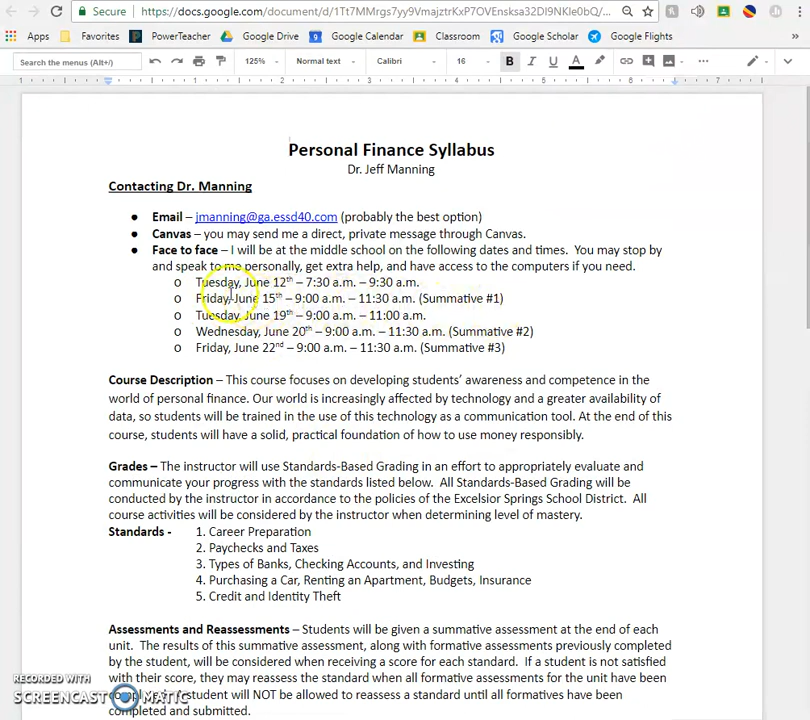 Secure https://docs.google.com/document/d/1Tt7MMrgs7yy9VmajztrKxP7OVEnsksa32DI9NKle0bQ/...
Apps Favorites PowerTeacher Google Drive Google Calendar Classroom Google Scholar Google Flights
Search the menus (Alt+/) 125% Normal text Calibri 16 B I U A
1 2 3 4 5 6 7
Personal Finance Syllabus
Dr. Jeff Manning
Contacting Dr. Manning
● Email – jmanning@ga.essd40.com (probably the best option)
● Canvas – you may send me a direct, private message through Canvas.
● Face to face – I will be at the middle school on the following dates and times. You may stop by
and speak to me personally, get extra help, and have access to the computers if you need.
o Tuesday, June 12th – 7:30 a.m. – 9:30 a.m.
o Friday, June 15th – 9:00 a.m. – 11:30 a.m. (Summative #1)
o Tuesday, June 19th – 9:00 a.m. – 11:00 a.m.
o Wednesday, June 20th – 9:00 a.m. – 11:30 a.m. (Summative #2)
o Friday, June 22nd – 9:00 a.m. – 11:30 a.m. (Summative #3)
Course Description – This course focuses on developing students’ awareness and competence in the
world of personal finance. Our world is increasingly affected by technology and a greater availability of
data, so students will be trained in the use of this technology as a communication tool. At the end of this
course, students will have a solid, practical foundation of how to use money responsibly.
Grades – The instructor will use Standards-Based Grading in an effort to appropriately evaluate and
communicate your progress with the standards listed below. All Standards-Based Grading will be
conducted by the instructor in accordance to the policies of the Excelsior Springs School District. All
course activities will be considered by the instructor when determining level of mastery.
Standards - 1. Career Preparation
2. Paychecks and Taxes
3. Types of Banks, Checking Accounts, and Investing
4. Purchasing a Car, Renting an Apartment, Budgets, Insurance
5. Credit and Identity Theft
Assessments and Reassessments – Students will be given a summative assessment at the end of each
unit. The results of this summative assessment, along with formative assessments previously completed
by the student, will be considered when receiving a score for each standard. If a student is not satisfied
with their score, they may reassess the standard when all formative assessments for the unit have been
student will NOT be allowed to reassess a standard until all formatives have been
completed and submitted.
RECORDED WITH
SCREENCAST MATIC